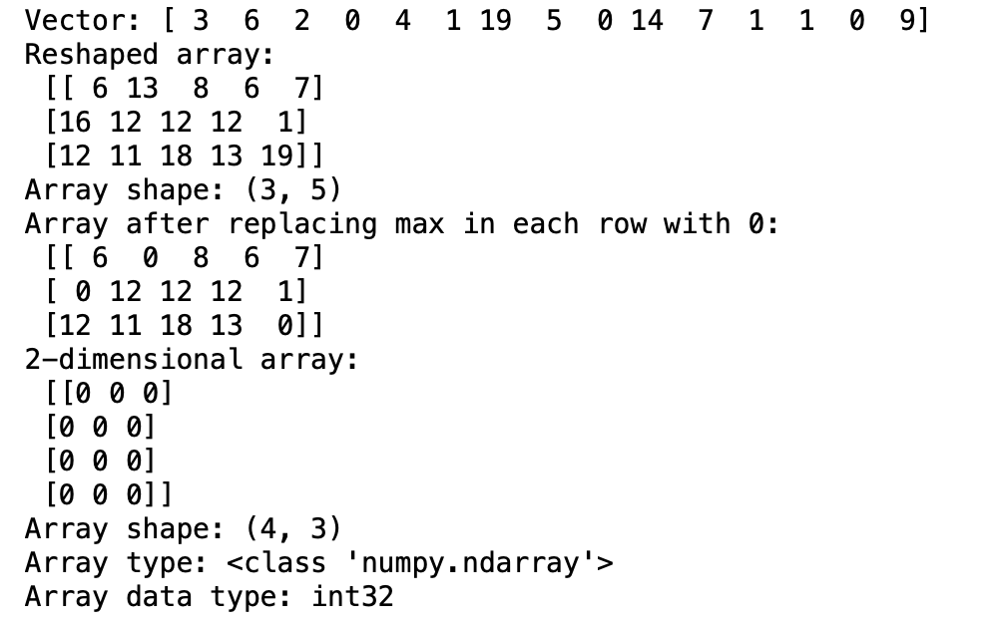 Vector: [ 3  6  2  0  4  1 19  5  0 14  7  1  1  0  9]
Reshaped array:
 [[ 6 13  8  6  7]
 [16 12 12 12  1]
 [12 11 18 13 19]]
Array shape: (3, 5)
Array after replacing max in each row with 0:
 [[ 6  0  8  6  7]
 [ 0 12 12 12  1]
 [12 11 18 13  0]]
2-dimensional array:
 [[0 0 0]
 [0 0 0]
 [0 0 0]
 [0 0 0]]
Array shape: (4, 3)
Array type: <class 'numpy.ndarray'>
Array data type: int32